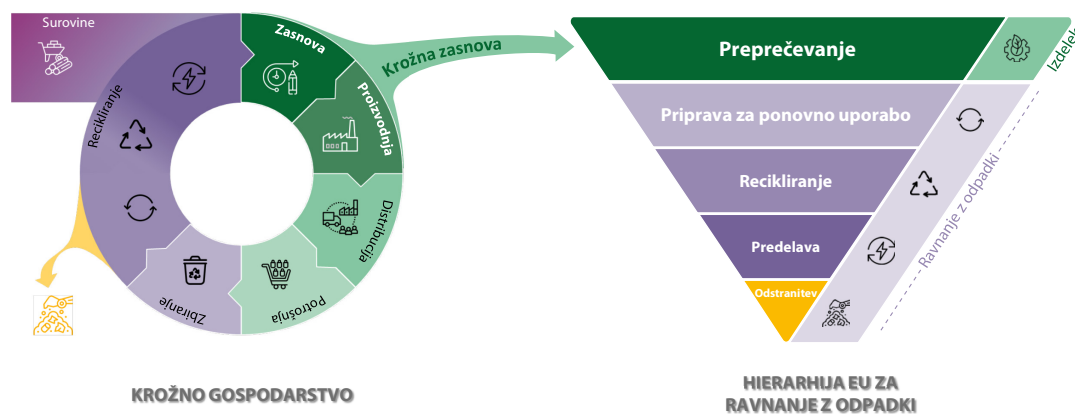 Surovine
Zasnova
Krožna zasnova
Proizvodnja
Distribucija
Potrošnja
Zbiranje
Recikliranje
KROŽNO GOSPODARSTVO
Preprečevanje
Priprava za ponovno uporabo
Recikliranje
Predelava
Odstranitev
Ravnanje z odpadki
HIERARHIJA EU ZA
RAVNANJE Z ODPADKI